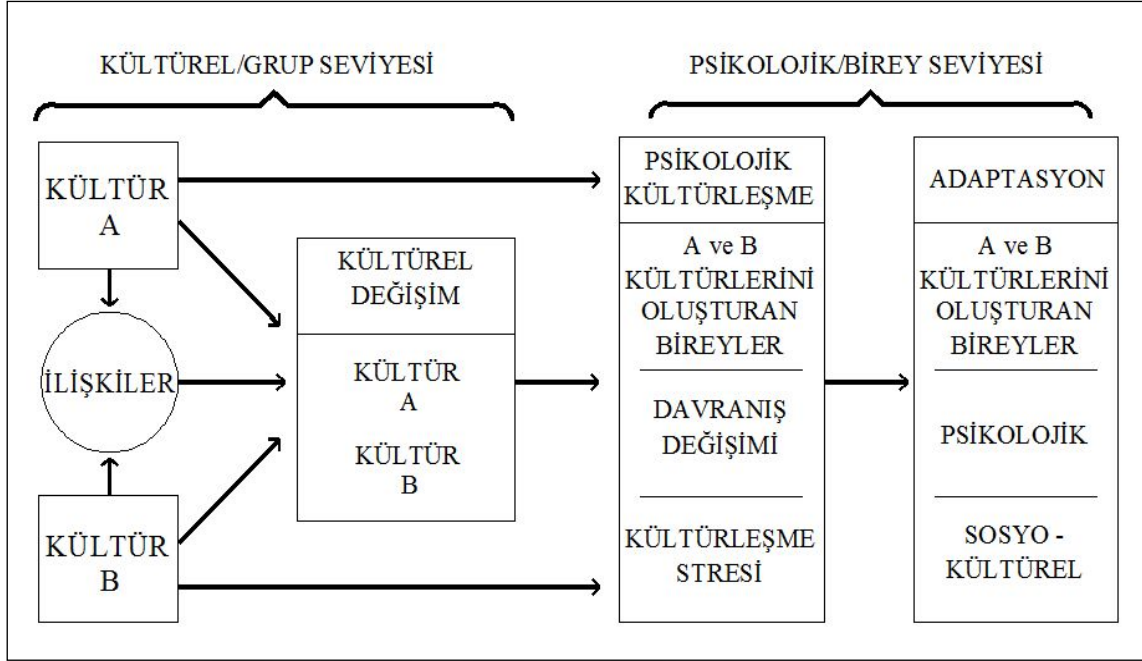 KÜLTÜREL/GRUP SEVİYESİ
PSİKOLOJİK/BİREY SEVİYESİ
KÜLTÜR
A
İLİŞKİLER
KÜLTÜR
B
KÜLTÜREL
DEĞİŞİM
KÜLTÜR
A
KÜLTÜR
B
PSİKOLOJİK
KÜLTÜRLEŞME
A ve B
KÜLTÜRLERİNİ
OLUŞTURAN
BİREYLER
DAVRANIŞ
DEĞİŞİMİ
KÜLTÜRLEŞME
STRESİ
ADAPTASYON
A ve B
KÜLTÜRLERİNİ
OLUŞTURAN
BİREYLER
PSİKOLOJİK
SOSYO -
KÜLTÜREL